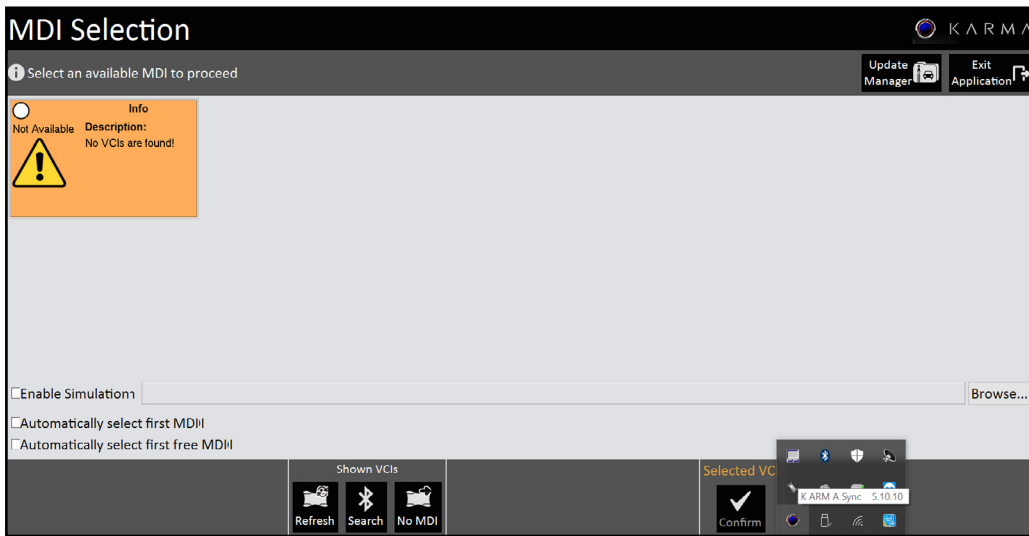 MDI Selection
KARMA
Select an available MDI to proceed
Update
Manager
Exit
Application
Info
Not Available
Description:
No VCIs are found!
Enable Simulation
Browse...
Automatically select first MDI
Automatically select first free MDI
Shown VCIs
Selected VC
KARMA Sync 5.10.10
Refresh
Search
No MDI
Confirm